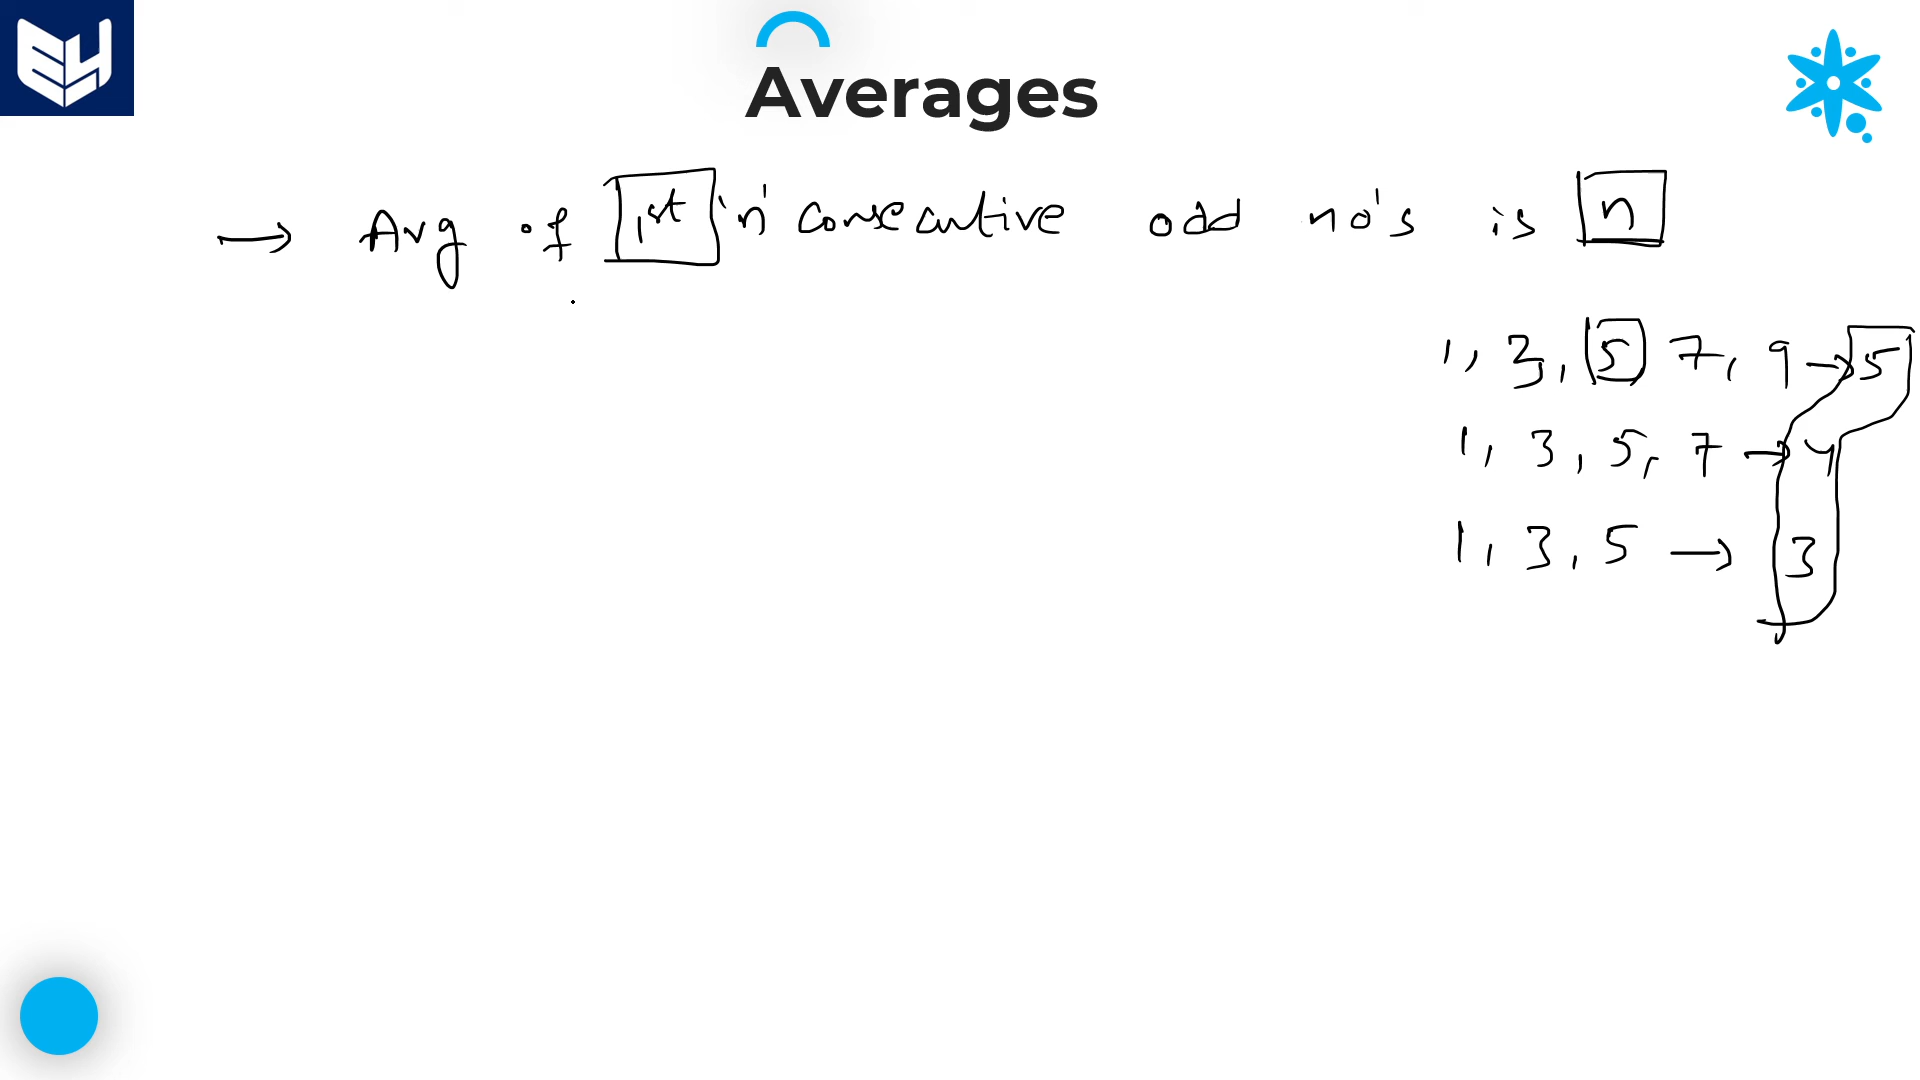 Averages
→ Avg of 1st 'n' consecutive odd no's is n
1, 3, 5 7, 9 → 5
1, 3, 5, 7 → 4
1, 3, 5 → 3